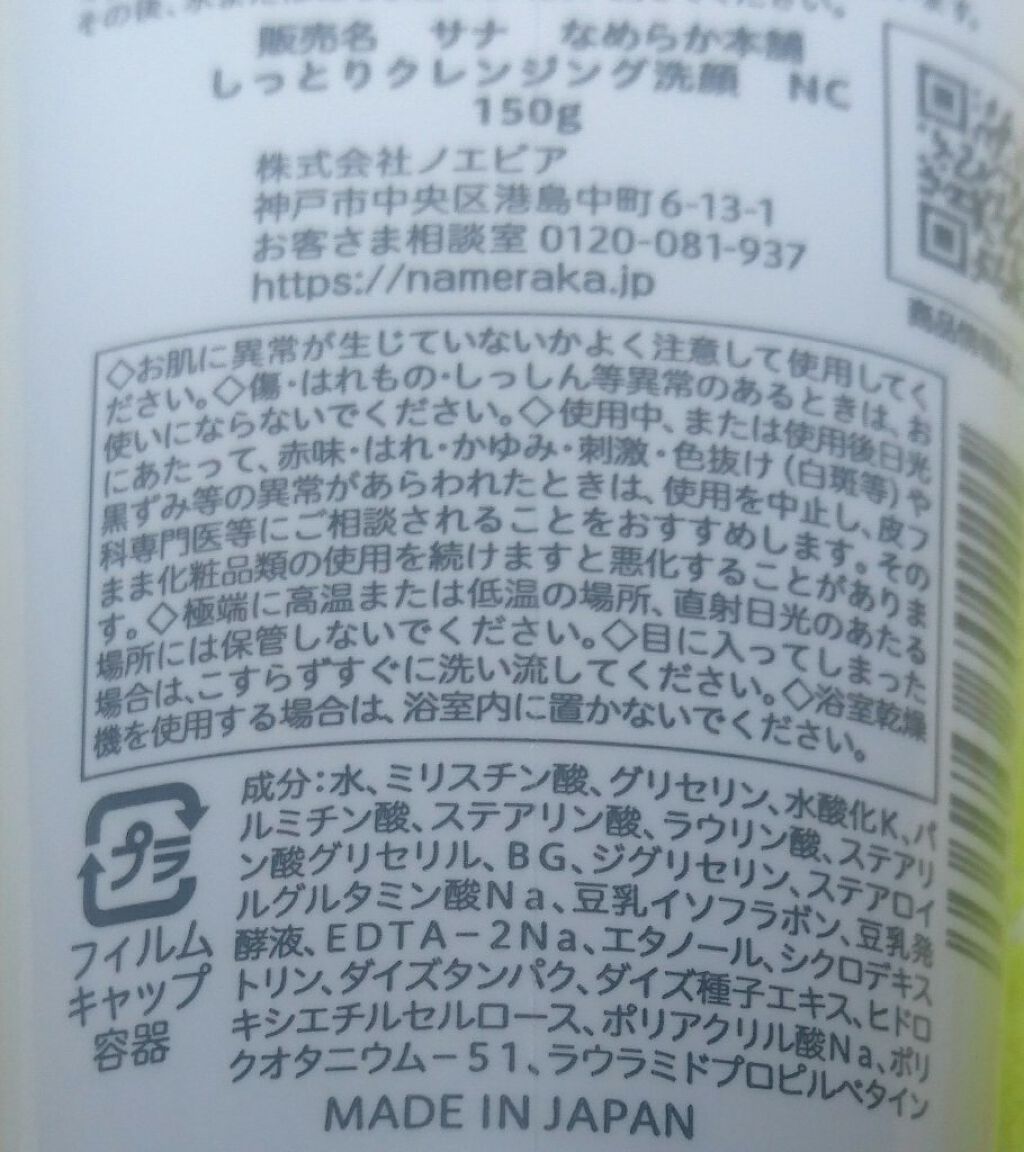 その後、水または
ください。
ます。
販売名 サナ なめらか本舗
しっとりクレンジング洗顔 NC
150g
株式会社ノエビア
神戸市中央区港島中町6-13-1
お客さま相談室 0120-081-937
https://nameraka.jp
商品情報
◇お肌に異常が生じていないかよく注意して使用してく
ださい。◇傷・はれもの・しっしん等異常のあるときは、お
使いにならないでください。◇使用中、または使用後日光
にあたって、赤味・はれ・かゆみ・刺激・色抜け(白斑等)や
黒ずみ等の異常があらわれたときは、使用を中止し、皮フ
科専門医等にご相談されることをおすすめします。その
まま化粧品類の使用を続けますと悪化することがありま
す。◇極端に高温または低温の場所、直射日光のあたる
場所には保管しないでください。◇目に入ってしまった
場合は、こすらずすぐに洗い流してください。◇浴室乾燥
機を使用する場合は、浴室内に置かないでください。
プラ
フィルム
キャップ
容器
成分:水、ミリスチン酸、グリセリン、水酸化K、パ
ルミチン酸、ステアリン酸、ラウリン酸、ステアリ
ン酸グリセリル、BG、ジグリセリン、ステアロイ
ルグルタミン酸Na、豆乳イソフラボン、豆乳発
酵液、EDTA-2Na、エタノール、シクロデキス
トリン、ダイズタンパク、ダイズ種子エキス、ヒドロ
キシエチルセルロース、ポリアクリル酸Na、ポリ
クオタニウム-51、ラウラミドプロピルベタイン
MADE IN JAPAN